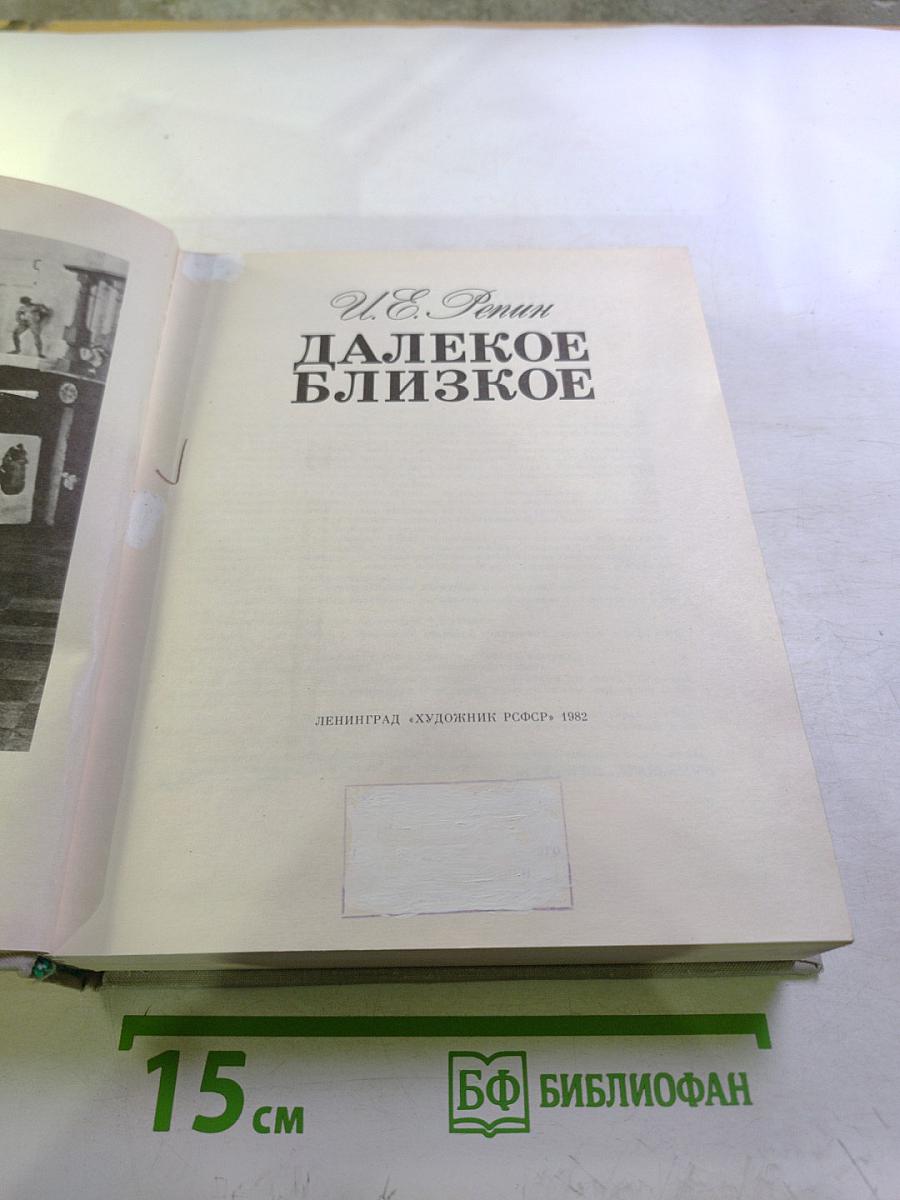 И. Е. Репин
ДАЛЕКОЕ
БЛИЗКОЕ
ЛЕНИНГРАД «ХУДОЖНИК РСФСР» 1982
15 см
БФ БИБЛИОФАН